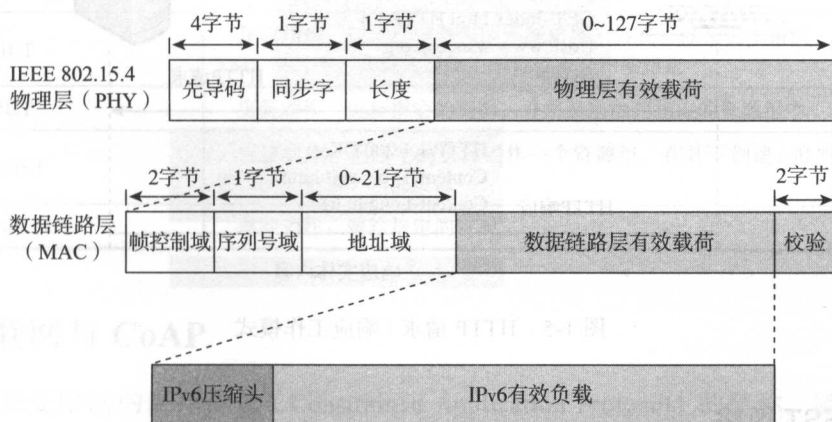 4字节 1字节 1字节 0~127字节
IEEE 802.15.4
物理层（PHY）
先导码 同步字 长度 物理层有效载荷
2字节 1字节 0~21字节 2字节
数据链路层
（MAC）
帧控制域 序列号域 地址域 数据链路层有效载荷 校验
IPv6压缩头 IPv6有效负载